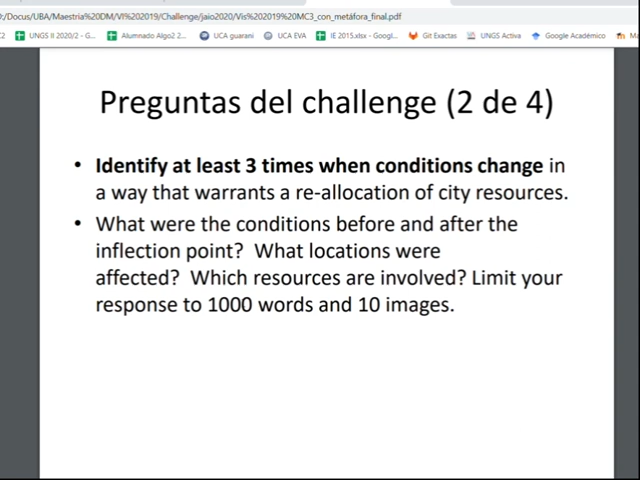 :/Docus/UBA/Maestria%20DM/VI%202019/Challenge/jaio2020/Vis%202019%20MC3_con_metáfora_final.pdf
UNGS II 2020/2 - G... Alumnado Algo2 2... UCA guarani UCA EVA IE 2015.xlsx - Googl... Git Exactas UNGS Activa Google Académico Ma
Preguntas del challenge (2 de 4)
• Identify at least 3 times when conditions change in
a way that warrants a re-allocation of city resources.
• What were the conditions before and after the
inflection point? What locations were
affected? Which resources are involved? Limit your
response to 1000 words and 10 images.